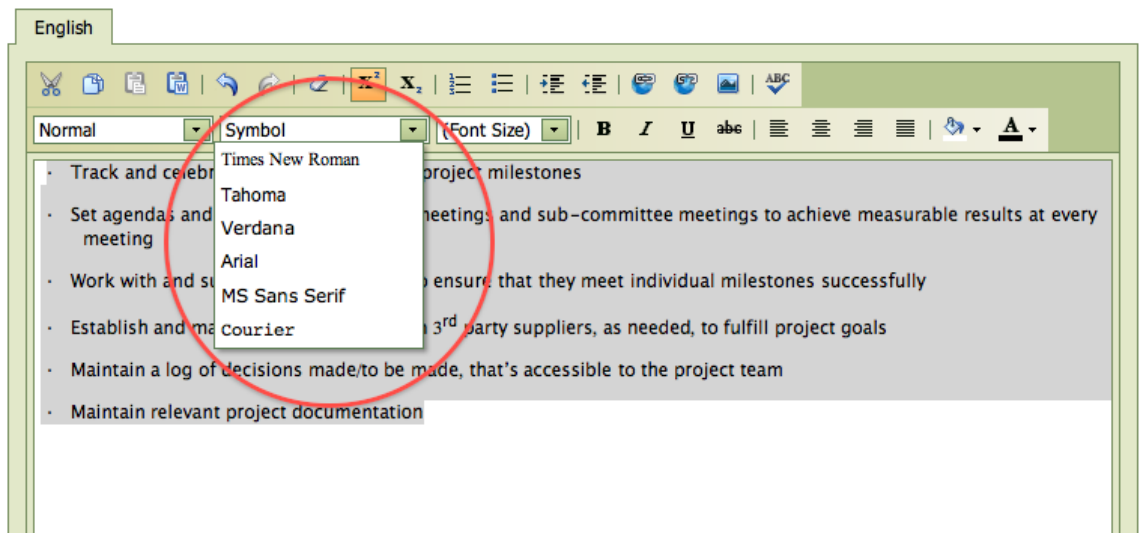 English
X² X₂ ABC
Normal Symbol (Font Size) B I U abc A
Times New Roman
Tahoma
Verdana
Arial
MS Sans Serif
Courier
· Track and celebr project milestones
· Set agendas and meetings and sub-committee meetings to achieve measurable results at every
meeting
· Work with and su ensure that they meet individual milestones successfully
· Establish and ma 3rd party suppliers, as needed, to fulfill project goals
· Maintain a log of decisions made/to be made, that's accessible to the project team
· Maintain relevant project documentation